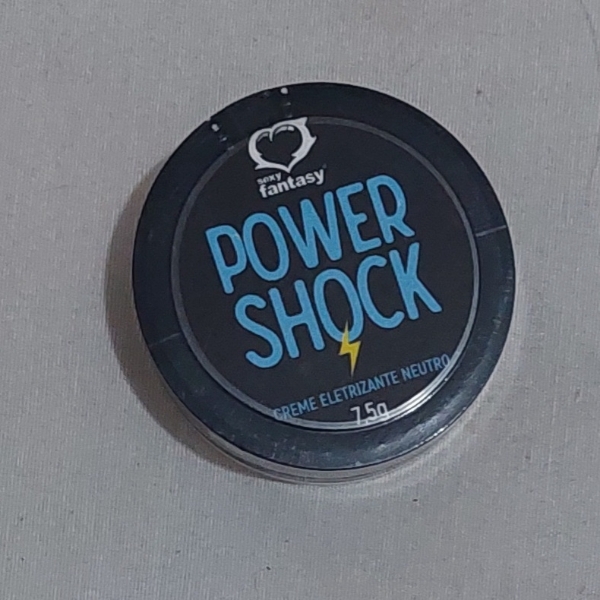 sexy
fantasy
POWER
SHOCK
CREME ELETRIZANTE NEUTRO
7,5g